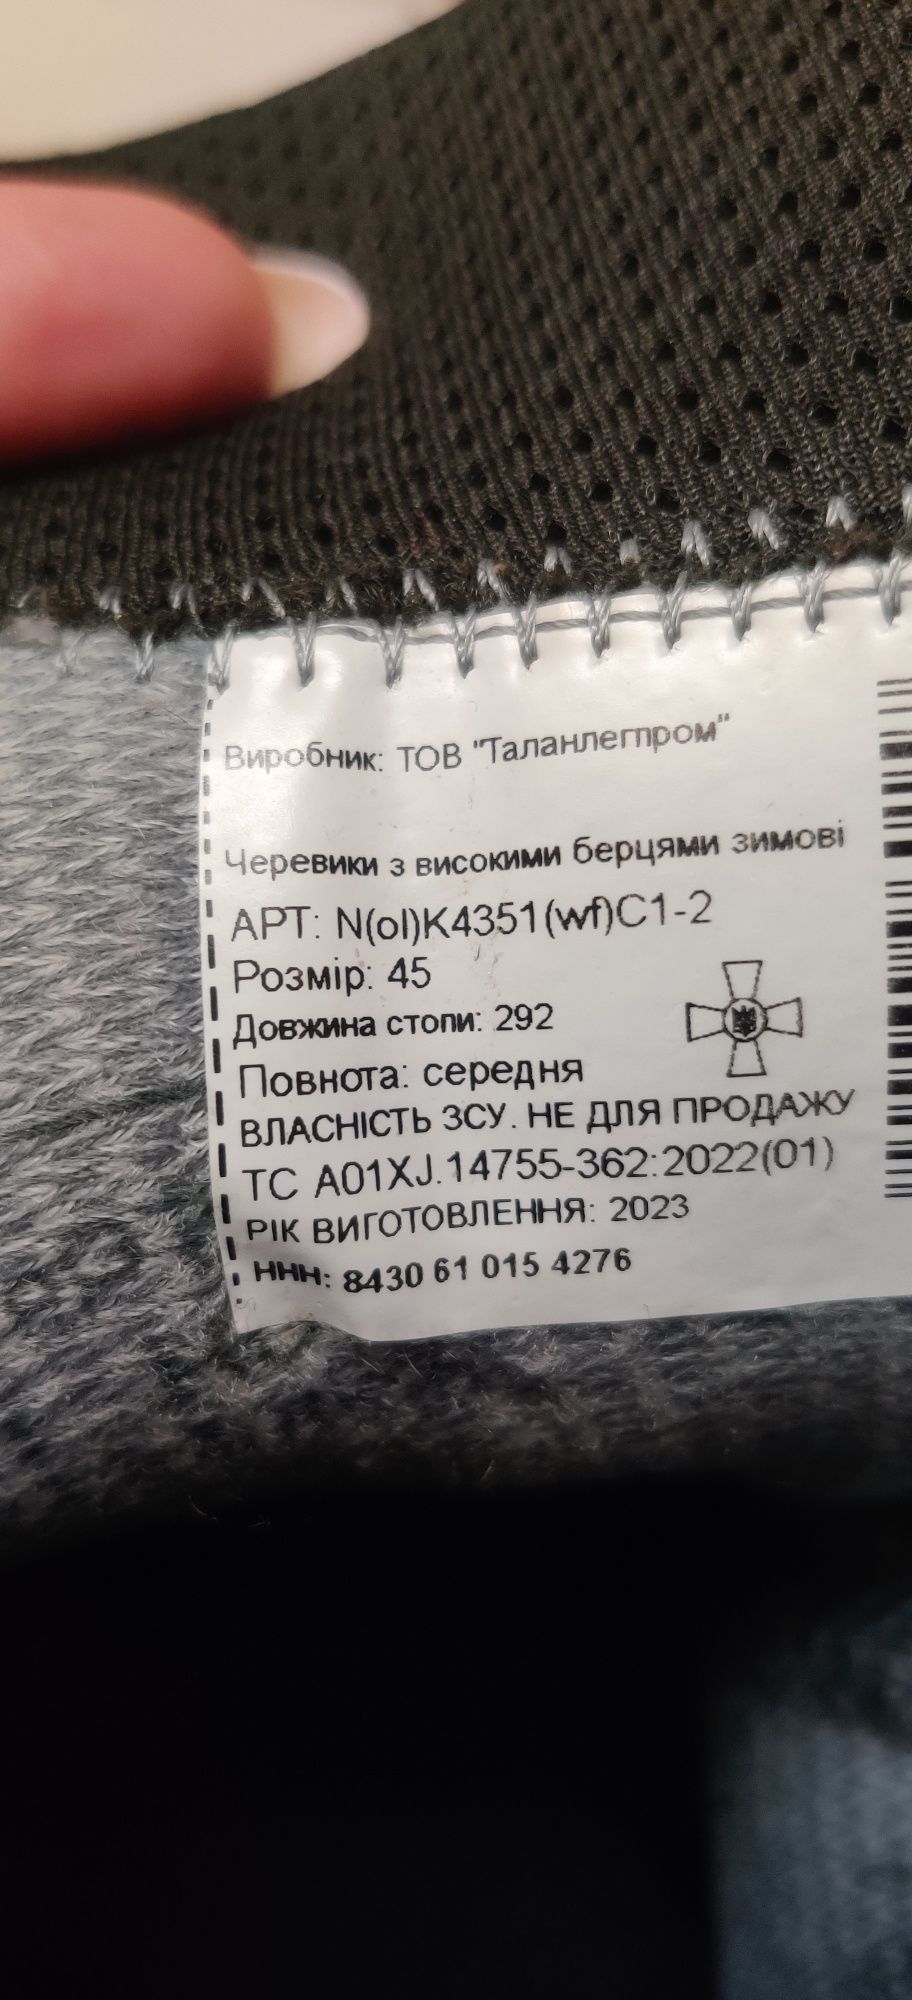 Виробник: ТОВ "Таланлегпром"
Черевики з високими берцями зимові
АРТ: N(ol)K4351(wf)C1-2
Розмір: 45
Довжина стопи: 292
Повнота: середня
ВЛАСНІСТЬ ЗСУ. НЕ ДЛЯ ПРОДАЖУ
ТС А01XJ.14755-362:2022(01)
РІК ВИГОТОВЛЕННЯ: 2023
ННН: 8430 61 015 4276